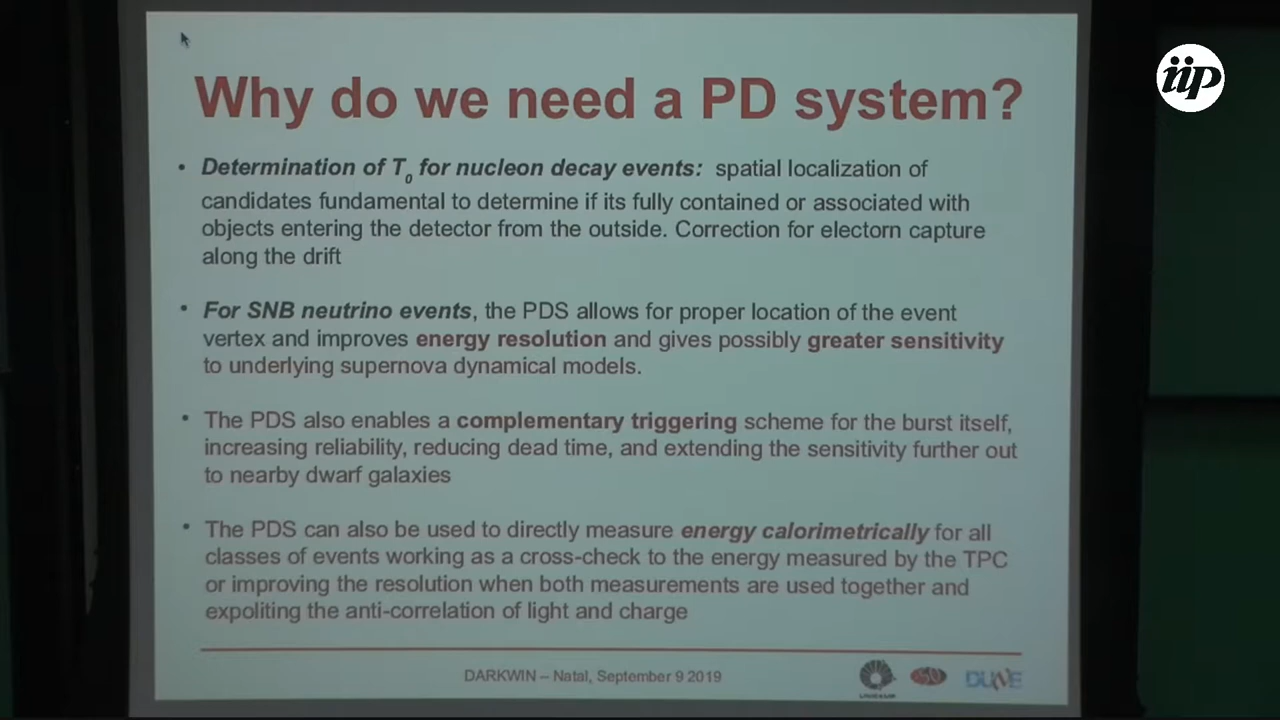 iip
Why do we need a PD system?
• Determination of T0 for nucleon decay events: spatial localization of
candidates fundamental to determine if its fully contained or associated with
objects entering the detector from the outside. Correction for electorn capture
along the drift
• For SNB neutrino events, the PDS allows for proper location of the event
vertex and improves energy resolution and gives possibly greater sensitivity
to underlying supernova dynamical models.
• The PDS also enables a complementary triggering scheme for the burst itself,
increasing reliability, reducing dead time, and extending the sensitivity further out
to nearby dwarf galaxies
• The PDS can also be used to directly measure energy calorimetrically for all
classes of events working as a cross-check to the energy measured by the TPC
or improving the resolution when both measurements are used together and
expoliting the anti-correlation of light and charge
DARKWIN – Natal, September 9 2019
UNICAMP
DUNE